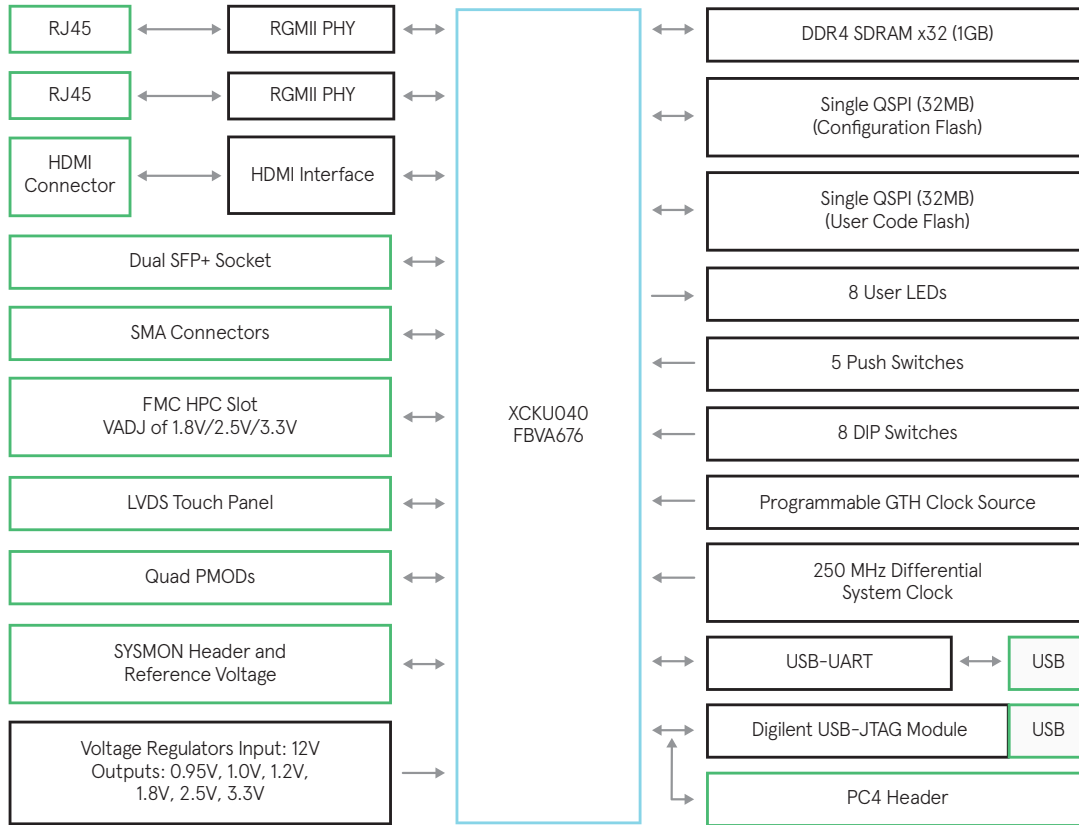 RJ45
RGMII PHY
RJ45
RGMII PHY
HDMI
Connector
HDMI Interface
Dual SFP+ Socket
SMA Connectors
FMC HPC Slot
VADJ of 1.8V/2.5V/3.3V
LVDS Touch Panel
Quad PMODs
SYSMON Header and
Reference Voltage
Voltage Regulators Input: 12V
Outputs: 0.95V, 1.0V, 1.2V,
1.8V, 2.5V, 3.3V
XCKU040
FBVA676
DDR4 SDRAM x32 (1GB)
Single QSPI (32MB)
(Configuration Flash)
Single QSPI (32MB)
(User Code Flash)
8 User LEDs
5 Push Switches
8 DIP Switches
Programmable GTH Clock Source
250 MHz Differential
System Clock
USB-UART
USB
Digilent USB-JTAG Module
USB
PC4 Header